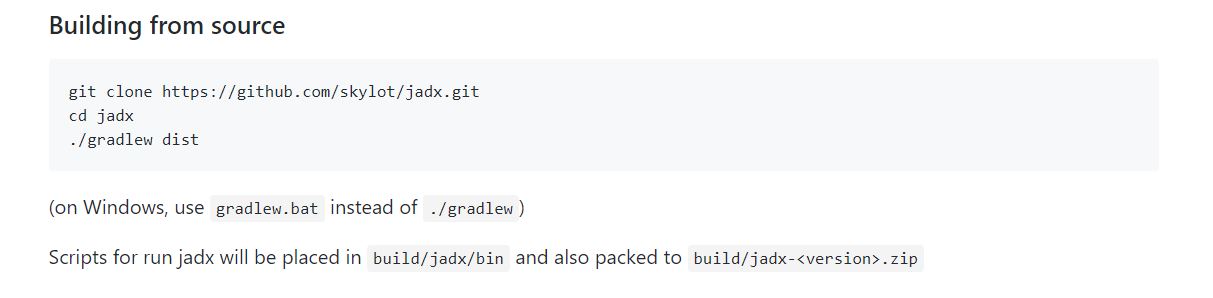 Building from source
git clone https://github.com/skylot/jadx.git
cd jadx
./gradlew dist
(on Windows, use gradlew.bat instead of ./gradlew )
Scripts for run jadx will be placed in build/jadx/bin and also packed to build/jadx-<version>.zip